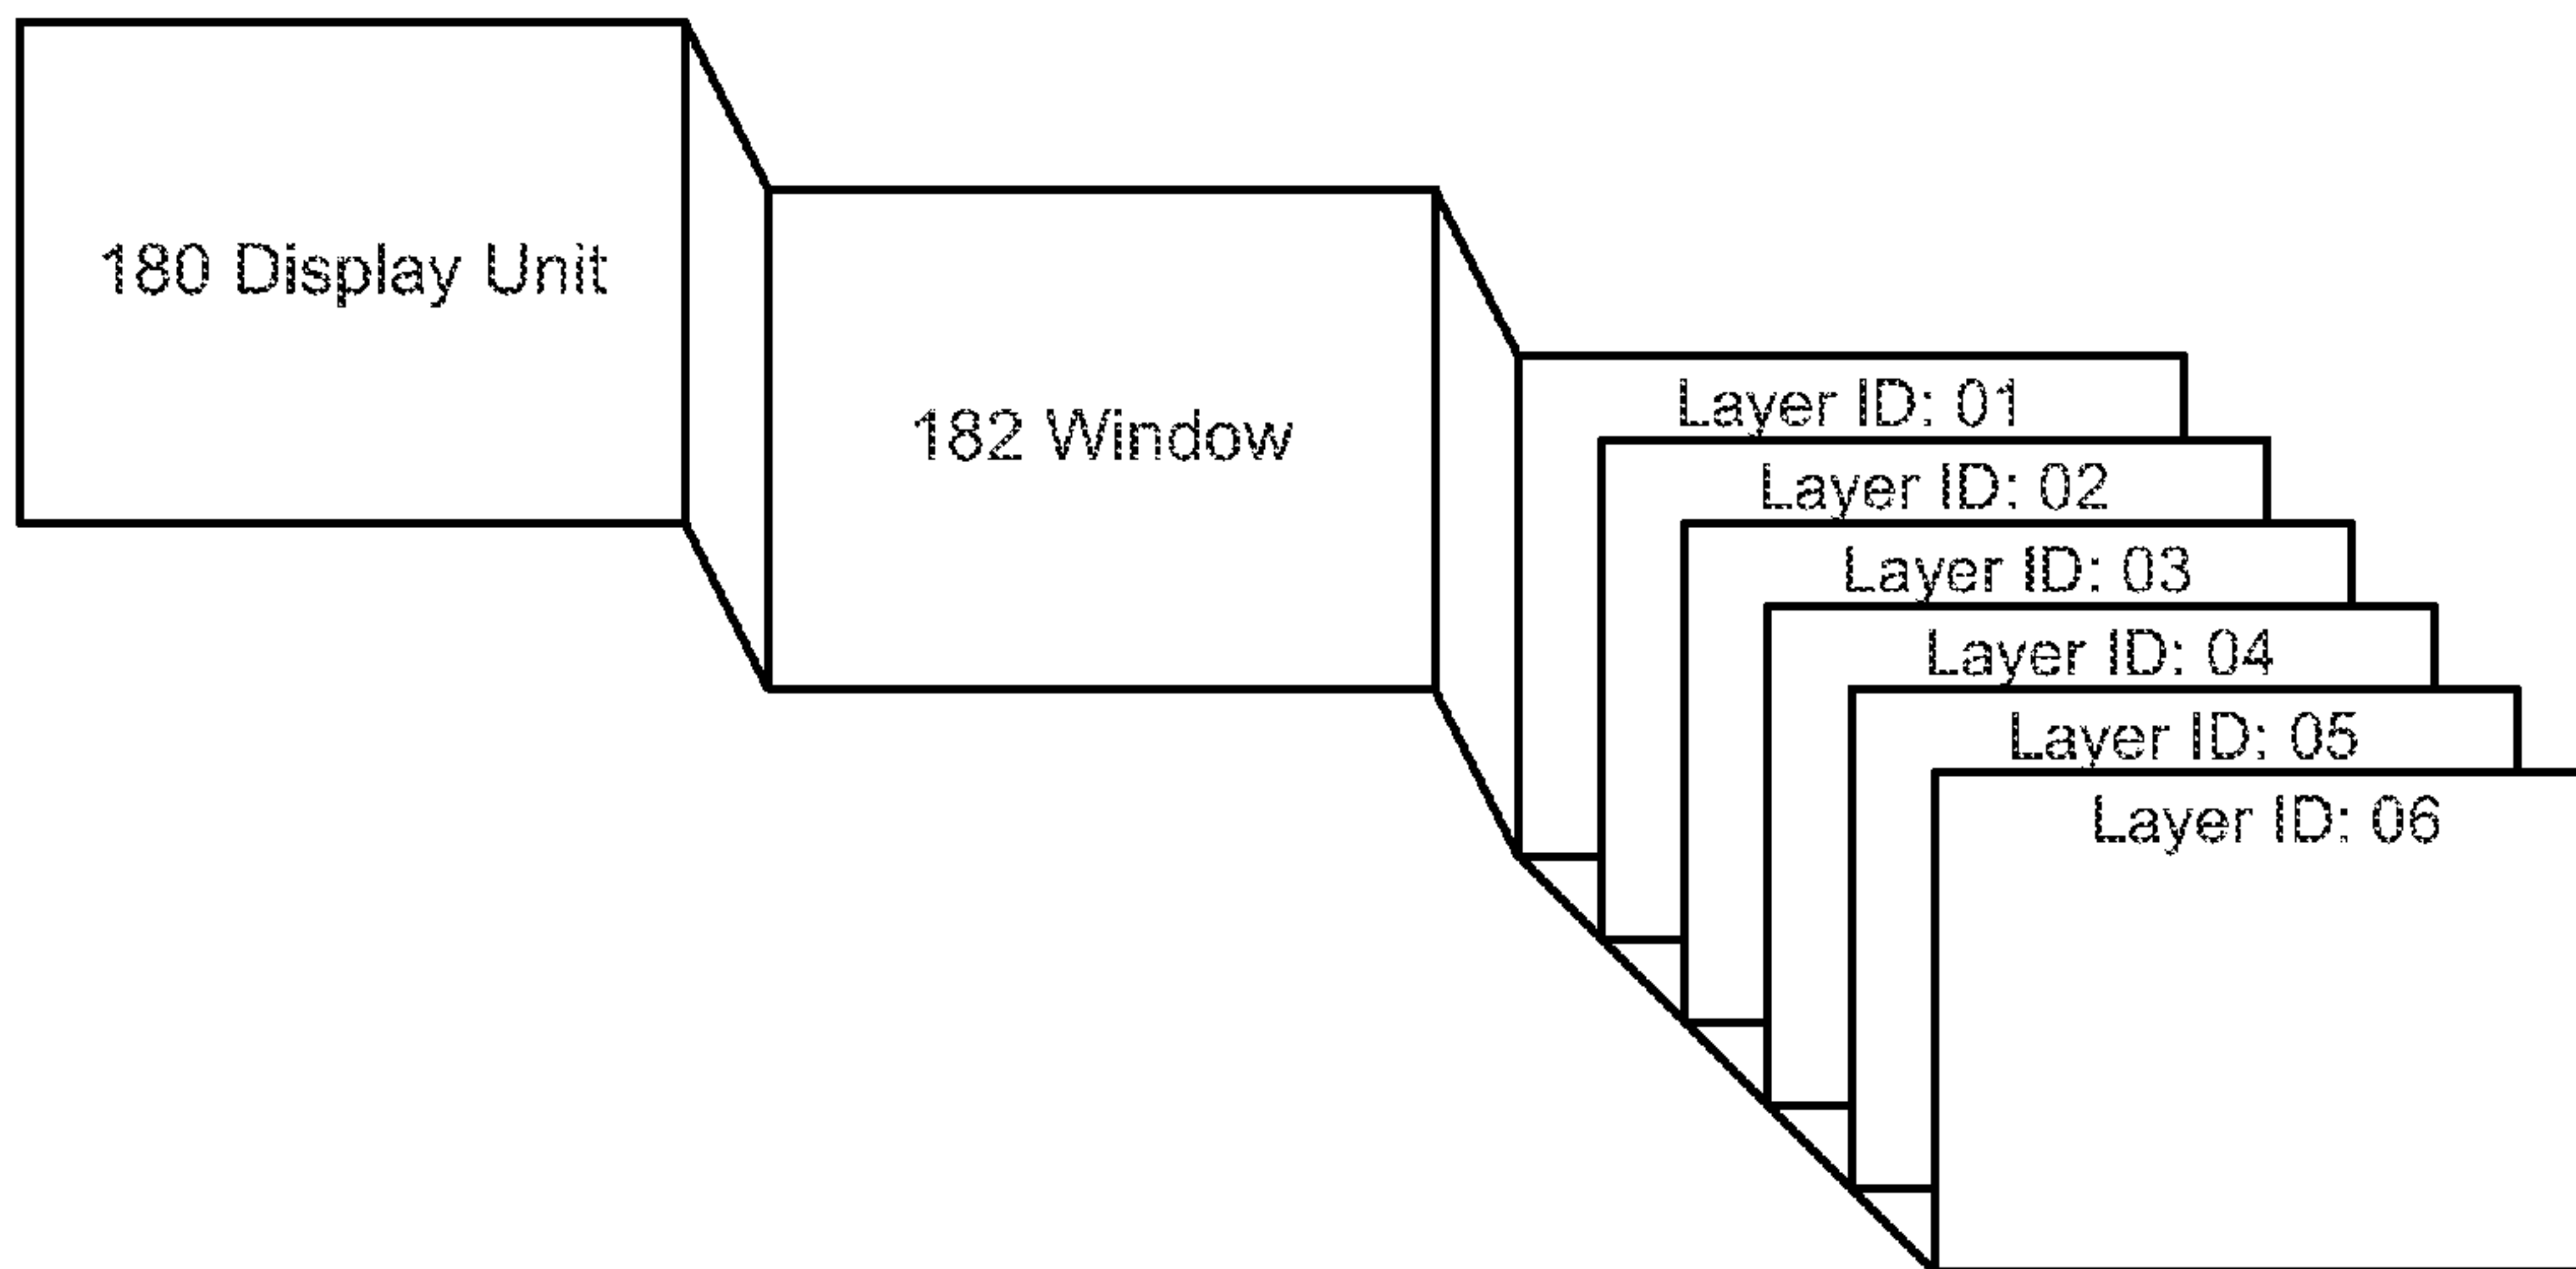 180 Display Unit
182 Window
Layer ID: 01
Layer ID: 02
Layer ID: 03
Layer ID: 04
Layer ID: 05
Layer ID: 06